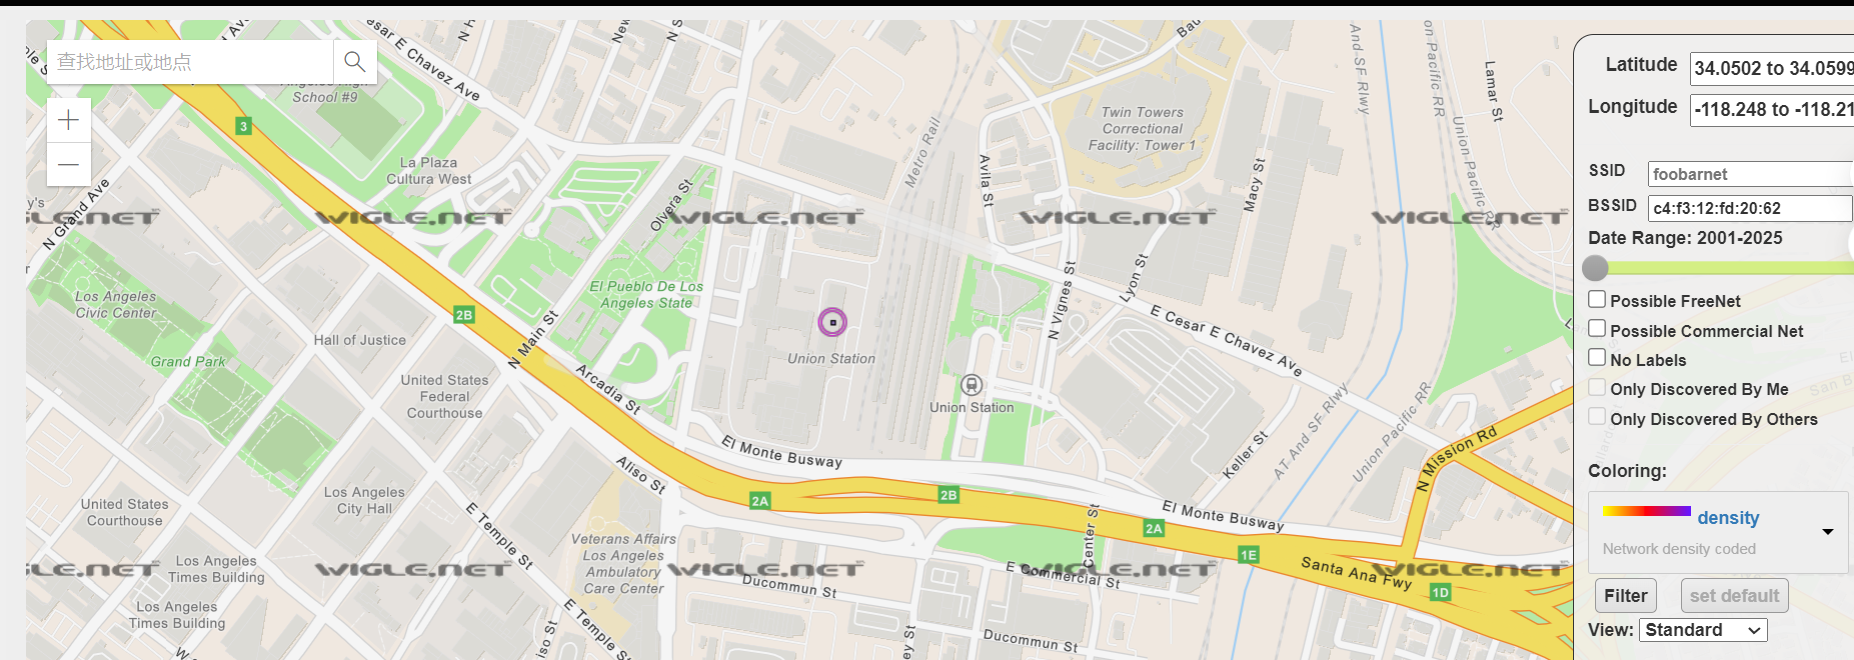 查找地址或地点
esar E Chavez Ave
School #9
3
La Plaza
Cultura West
N Grand Ave
WIGLE.NET
WIGLE.NET
WIGLE.NET
WIGLE.NET
Olvera St
Metro Rail
Avila St
Twin Towers
Correctional
Facility: Tower 1
Macy St
And SF Rlwy
on Pacific RR
Union Pacific RR
Lamar St
Los Angeles
Civic Center
El Pueblo De Los
Angeles State
2B
N Main St
Hall of Justice
Grand Park
United States
Federal
Courthouse
Arcadia St
Union Station
Union Station
N Vignes St
Lyon St
E Cesar E Chavez Ave
El Monte Busway
Aliso St
Keller St
AT And SF Rlwy
Union Pacific RR
N Mission Rd
United States
Courthouse
Los Angeles
City Hall
E Temple St
2A
2B
Center St
El Monte Busway
2A
1E
Santa Ana Fwy
1D
Veterans Affairs
Los Angeles
Ambulatory
Care Center
Los Angeles
Times Building
WIGLE.NET
WIGLE.NET
WIGLE.NET
WIGLE.NET
E Commercial St
Ducommun St
Los Angeles
Times Building
E Temple St
Ducommun St
Latitude
34.0502 to 34.0599
Longitude
-118.248 to -118.21
SSID
foobarnet
BSSID
c4:f3:12:fd:20:62
Date Range: 2001-2025
Possible FreeNet
Possible Commercial Net
No Labels
Only Discovered By Me
Only Discovered By Others
Coloring:
density
Network density coded
Filter
set default
View: Standard